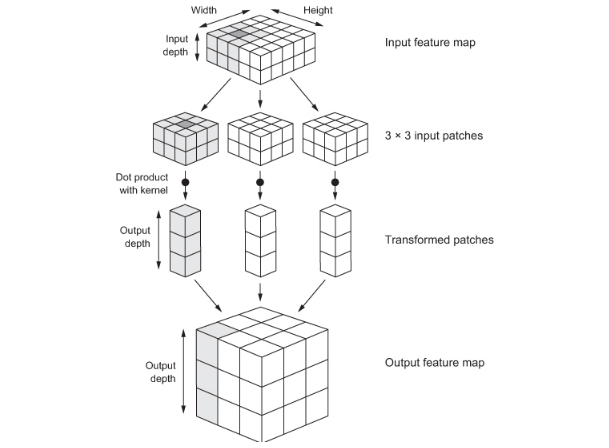 Width
Height
Input
depth
Input feature map
3 × 3 input patches
Dot product
with kernel
Output
depth
Transformed patches
Output
depth
Output feature map